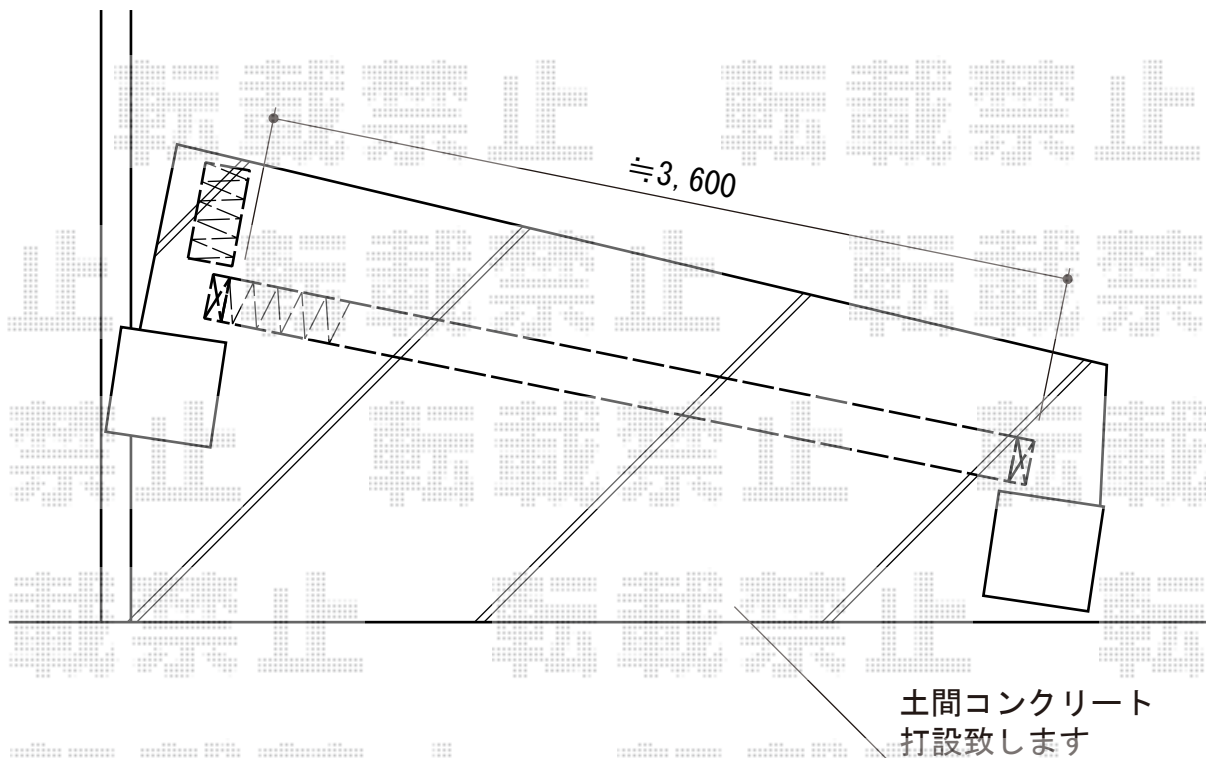 転載禁止 転載禁止
≒3,600
止 転載禁止 転載禁
禁止 転載禁止 転載
載禁止 転載禁止 転
土間コンクリート
打設致します